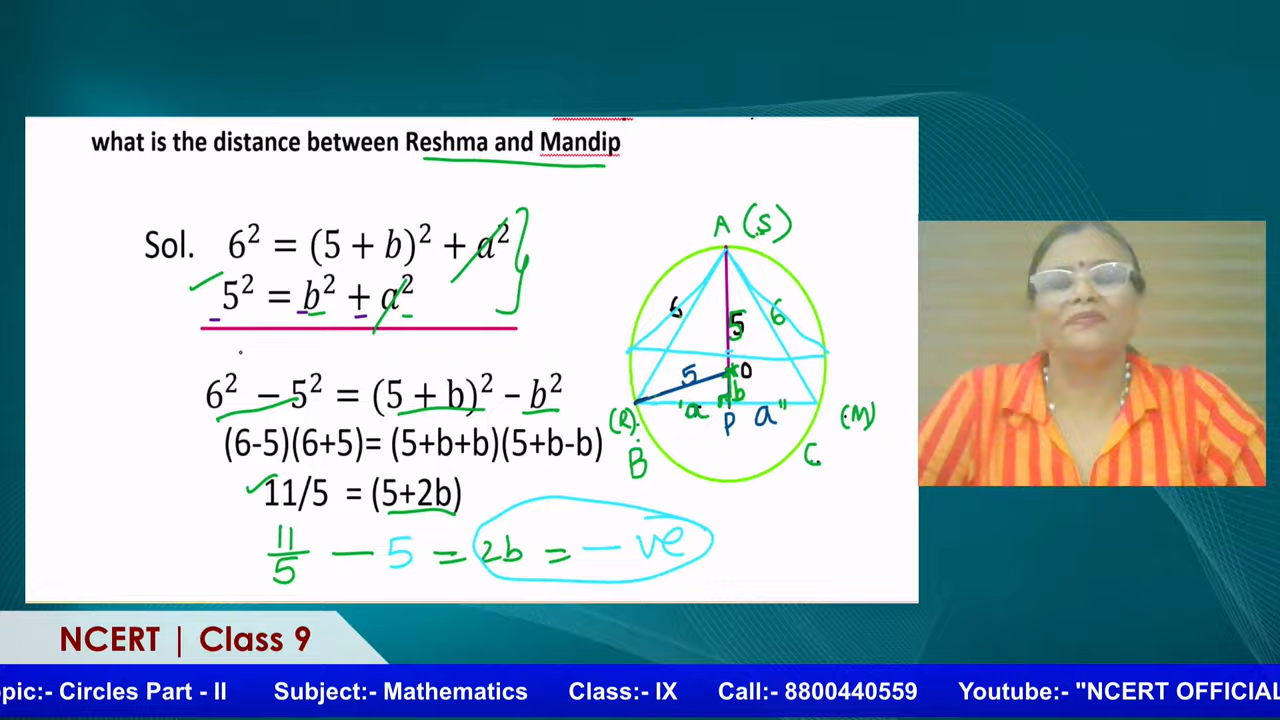 what is the distance between Reshma and Mandip
Sol. 6² = (5 + b)² + a²
5² = b² + a²
6² – 5² = (5 + b)² – b²
(6-5)(6+5)= (5+b+b)(5+b-b)
11/5 = (5+2b)
11/5 — 5 = 2b = – ve
A (S)
6
5
6
5
O
b
(R)
a
P
a
(M)
B
C
NCERT | Class 9
opic:- Circles Part - II Subject:- Mathematics Class:- IX Call:- 8800440559 Youtube:- "NCERT OFFICIAL